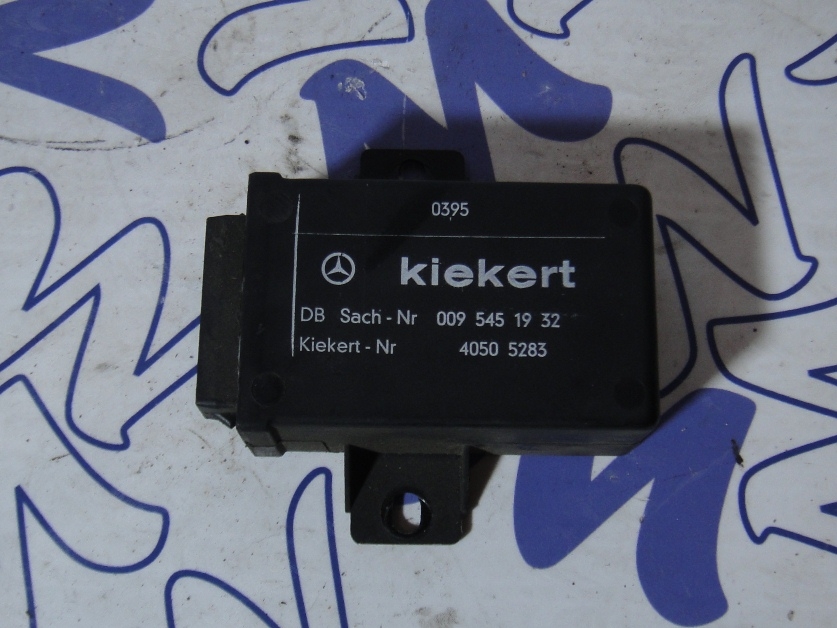 0395
kiekert
DB Sach-Nr 009 545 19 32
Kiekert-Nr 4050 5283